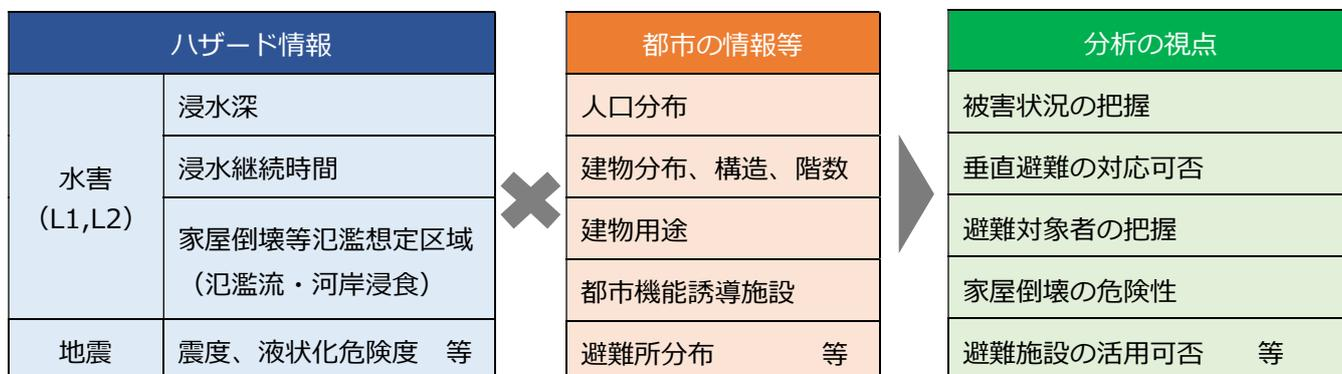 ハザード情報
水害
（L1,L2）
浸水深
浸水継続時間
家屋倒壊等氾濫想定区域
（氾濫流・河岸浸食）
地震
震度、液状化危険度　等
都市の情報等
人口分布
建物分布、構造、階数
建物用途
都市機能誘導施設
避難所分布　　　　等
分析の視点
被害状況の把握
垂直避難の対応可否
避難対象者の把握
家屋倒壊の危険性
避難施設の活用可否　　等